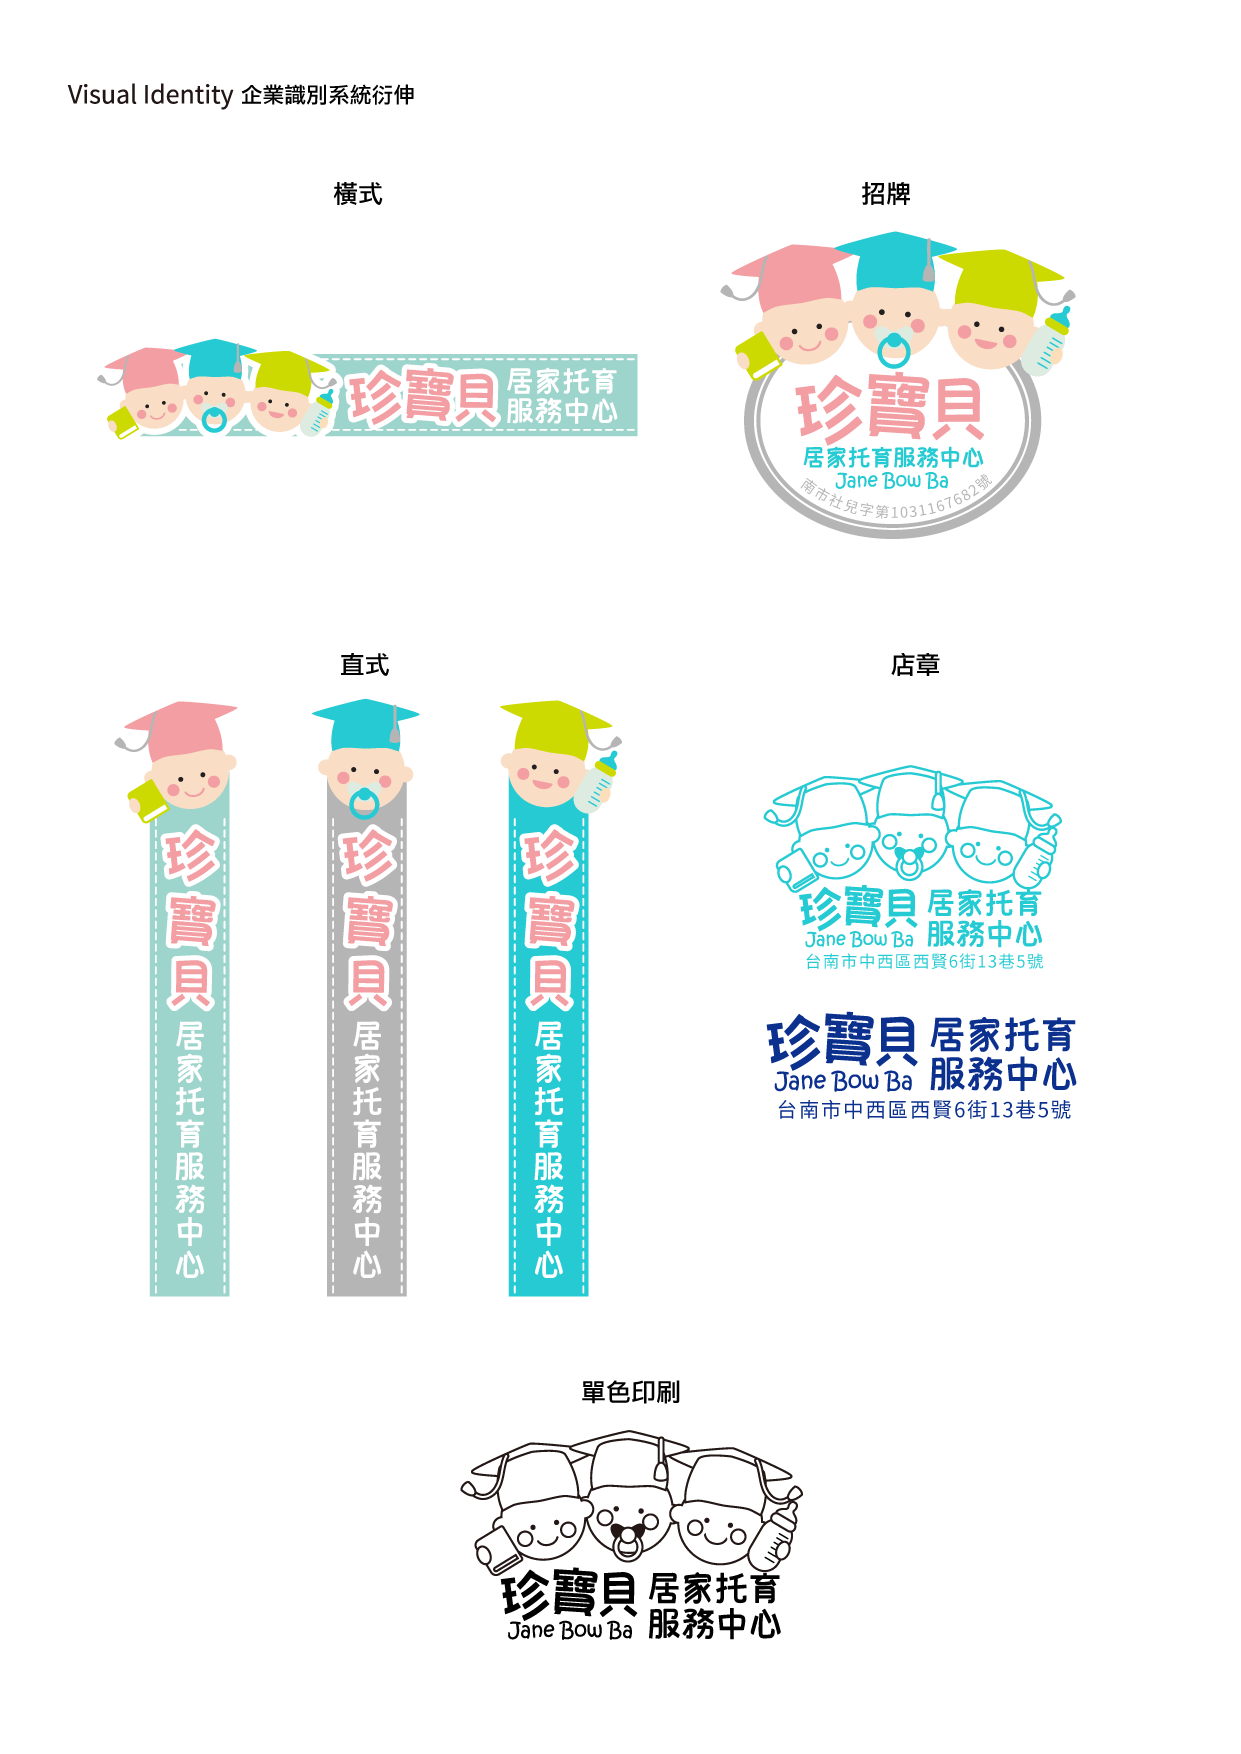 Visual Identity 企業識別系統衍伸
橫式
招牌
珍寶貝
居家托育
服務中心
珍寶貝
居家托育服務中心
Jane Bow Ba
南市社兒字第1031167682號
直式
店章
珍寶貝居家托育服務中心
珍寶貝居家托育服務中心
珍寶貝居家托育服務中心
珍寶貝 居家托育
Jane Bow Ba 服務中心
台南市中西區西賢6街13巷5號
珍寶貝 居家托育
Jane Bow Ba 服務中心
台南市中西區西賢6街13巷5號
單色印刷
珍寶貝 居家托育
Jane Bow Ba 服務中心